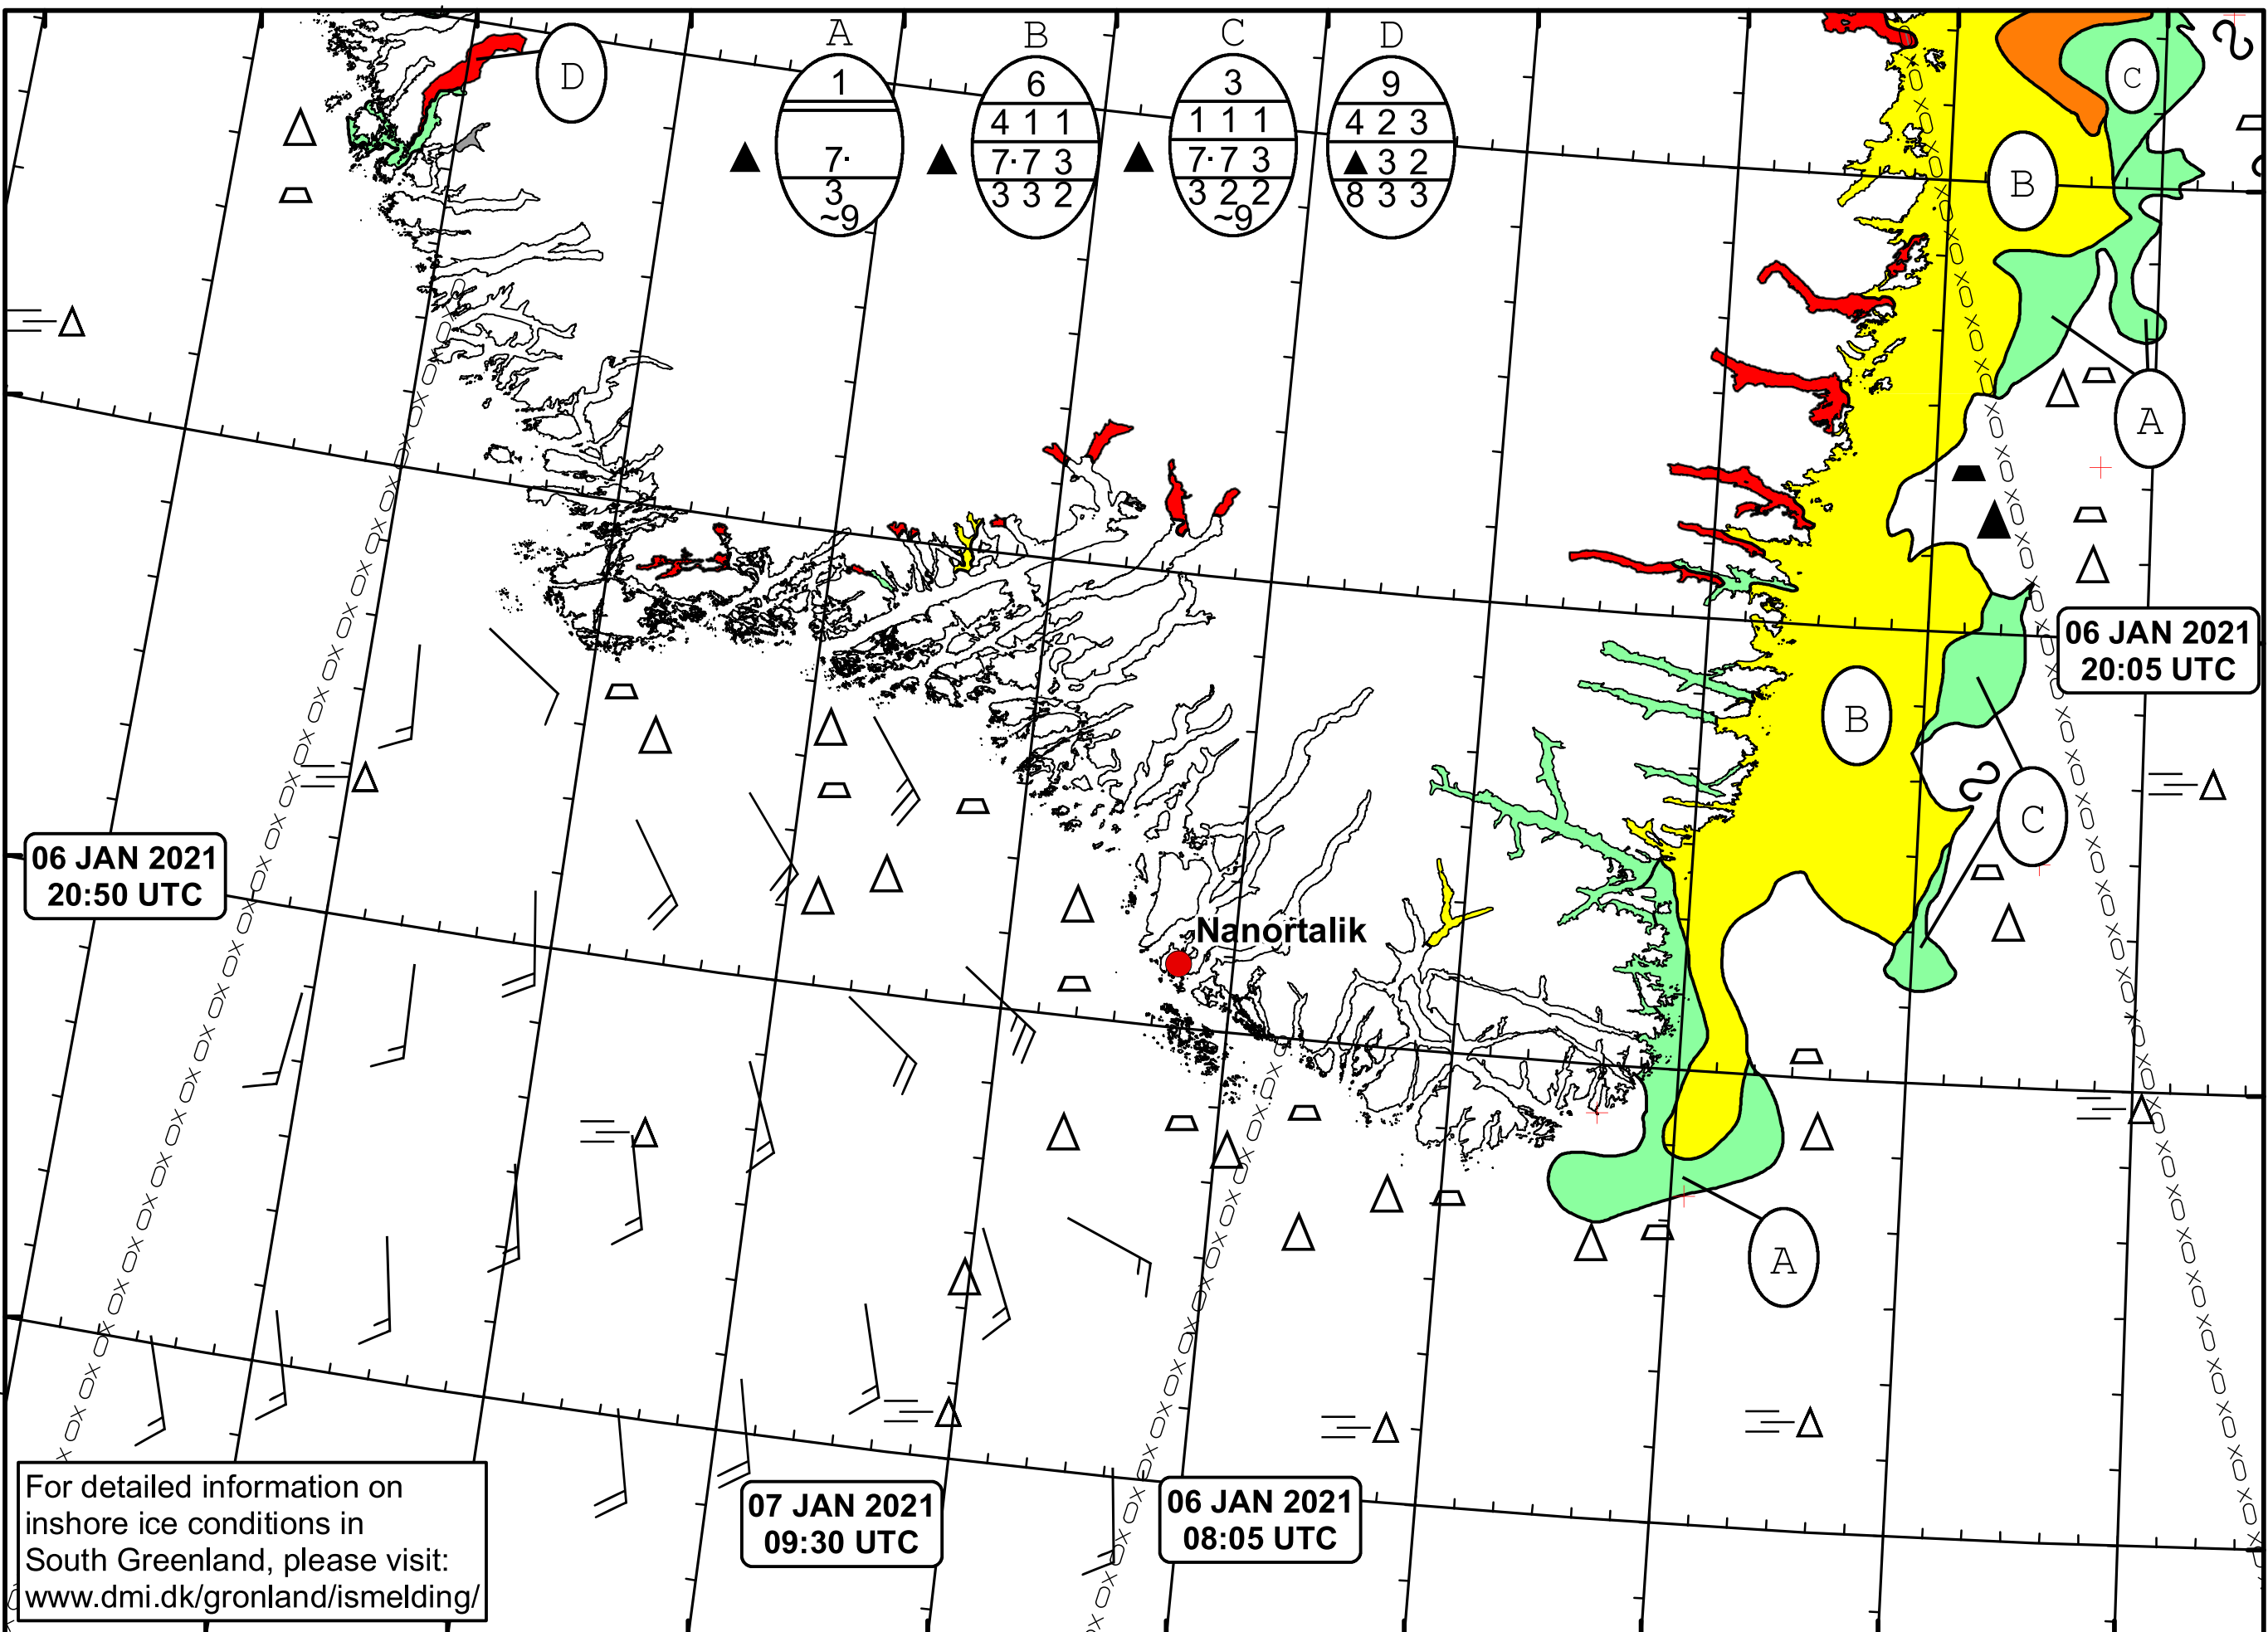 A B C D
1
7·
3
~9
6
4 1 1
7·7 3
3 3 2
3
1 1 1
7·7 3
3 2 2
~9
9
4 2 3
▲ 3 2
8 3 3
D
C
B
A
06 JAN 2021
20:05 UTC
B
C
06 JAN 2021
20:50 UTC
Nanortalik
A
07 JAN 2021
09:30 UTC
06 JAN 2021
08:05 UTC
For detailed information on
inshore ice conditions in
South Greenland, please visit:
www.dmi.dk/gronland/ismelding/